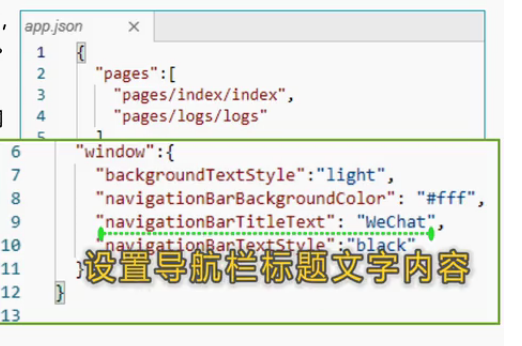 app.json ×
1 {
2 "pages":[
3 "pages/index/index",
4 "pages/logs/logs"
5 ]
6 "window":{
7 "backgroundTextStyle":"light",
8 "navigationBarBackgroundColor": "#fff",
9 "navigationBarTitleText": "WeChat",
10 "navigationBarTextStyle":"black"
设置导航栏标题文字内容
11 }
12 }
13